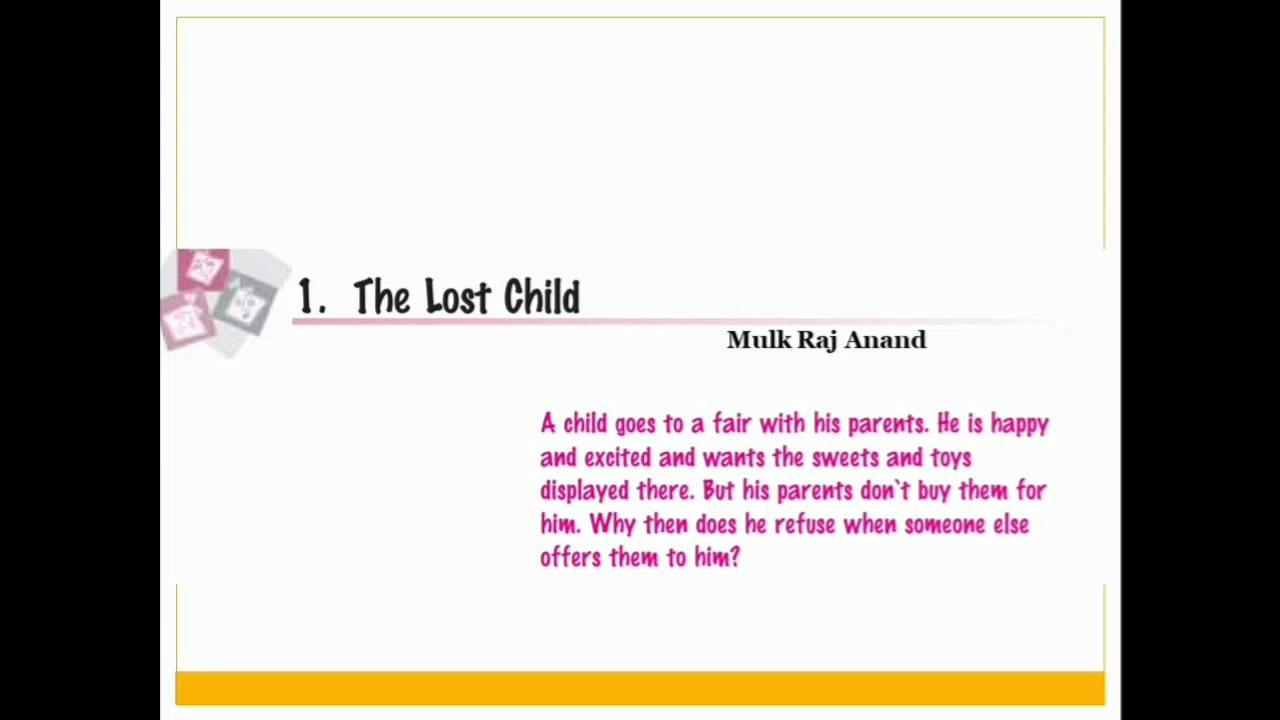 1. The Lost Child
Mulk Raj Anand
A child goes to a fair with his parents. He is happy
and excited and wants the sweets and toys
displayed there. But his parents don`t buy them for
him. Why then does he refuse when someone else
offers them to him?